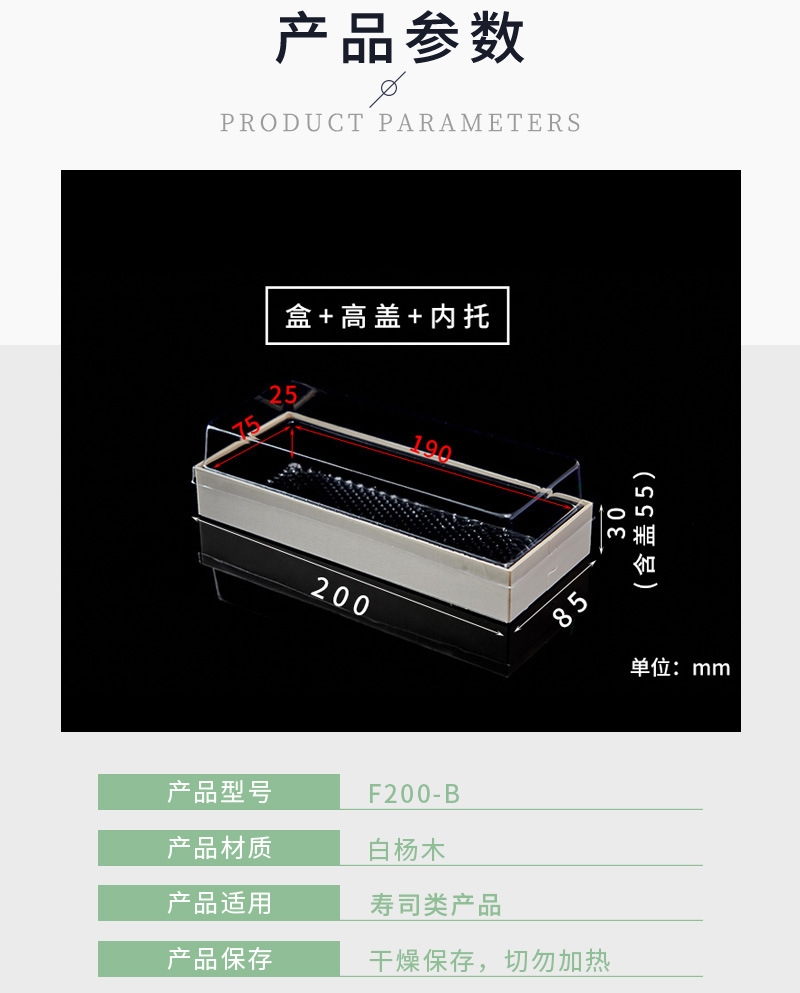 产品参数
PRODUCT PARAMETERS
盒+高盖+内托
25
75
190
30
(含盖55)
200
85
单位：mm
产品型号 F200-B
产品材质 白杨木
产品适用 寿司类产品
产品保存 干燥保存，切勿加热